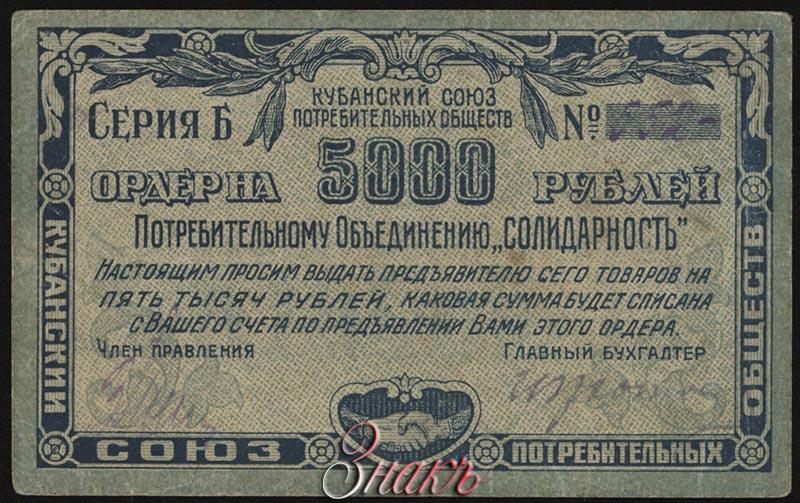 КУБАНСКИЙ СОЮЗ
ПОТРЕБИТЕЛЬНЫХ ОБЩЕСТВ
СЕРИЯ Б
№
ОРДЕР НА 5000 РУБЛЕЙ
ПОТРЕБИТЕЛЬНОМУ ОБЪЕДИНЕНИЮ „СОЛИДАРНОСТЬ"
НАСТОЯЩИМ ПРОСИМ ВЫДАТЬ ПРЕДЪЯВИТЕЛЮ СЕГО ТОВАРОВ НА
ПЯТЬ ТЫСЯЧ РУБЛЕЙ, КАКОВАЯ СУММА БУДЕТ СПИСАНА
С ВАШЕГО СЧЕТА ПО ПРЕДЪЯВЛЕНИИ ВАМИ ЭТОГО ОРДЕРА.
ЧЛЕН ПРАВЛЕНИЯ
ГЛАВНЫЙ БУХГАЛТЕР
КУБАНСКИЙ
СОЮЗ
ПОТРЕБИТЕЛЬНЫХ
ОБЩЕСТВ
Знакъ